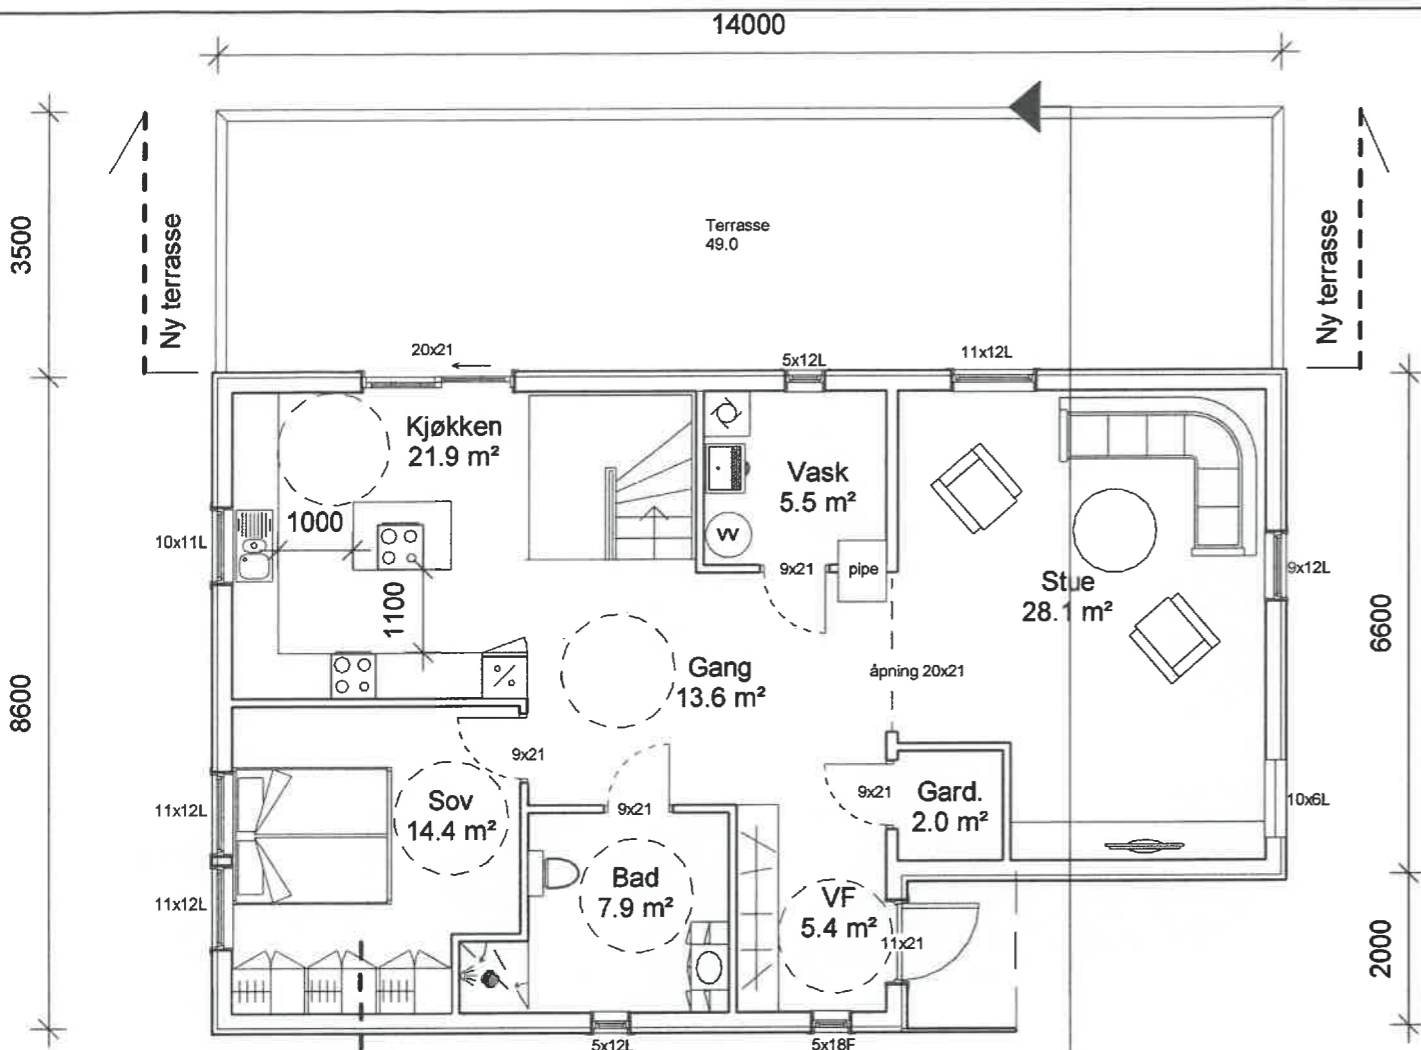 14000
3500
Ny terrasse
Terrasse
49.0
Ny terrasse
20x21
5x12L
11x12L
Kjøkken
21.9 m²
Vask
5.5 m²
1000
10x11L
W
9x21
pipe
Stue
28.1 m²
9x12L
1100
6600
8600
Gang
13.6 m²
åpning 20x21
9x21
11x12L
Sov
14.4 m²
9x21
9x21
Gard.
2.0 m²
10x6L
11x12L
Bad
7.9 m²
VF
5.4 m²
11x21
2000
5x12L
5x18F